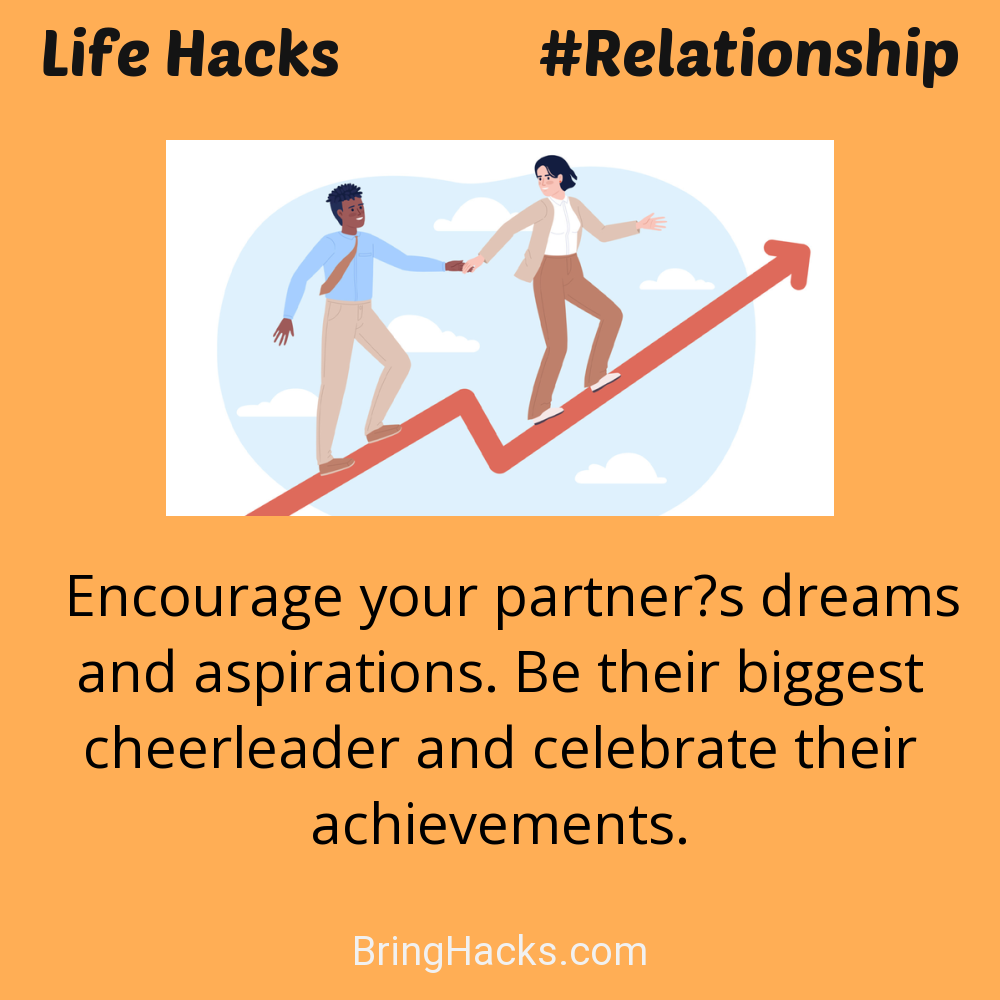 Life Hacks #Relationship
Encourage your partner?s dreams
and aspirations. Be their biggest
cheerleader and celebrate their
achievements.
BringHacks.com